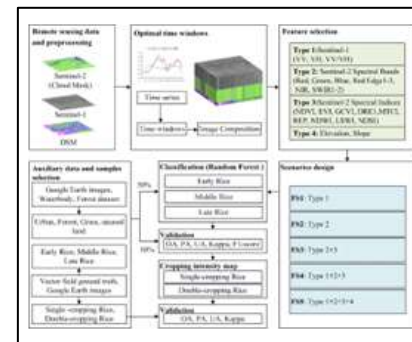 Remote sensing data
and preprocessing
Sentinel-2
(Cloud Mask)
Sentinel-1
DSM
Optimal time windows
Time-series
Time-windows
Image Composition
Feature selection
Type 1:Sentinel-1
(VV, VH, VV/VH)
Type 2: Sentinel-2 Spectral Bands
(Red, Green, Blue, Red Edge1-3,
NIR, SWIR1-2)
Type 3:Sentinel-2 Spectral Indices
(NDVI, EVI, GCVI,
REP, LSWI,
Type 4: Elevation, Slope
Auxiliary data and samples
selection
Google Earth images,
Waterbody, Forest dataset
Urban, Forest, Grass, unused
land
Early Rice, Middle Rice,
Late Rice
Vector field ground truth,
Google Earth images
Single-cropping Rice,
Double-cropping Rice
Classification (Random Forest )
Early Rice
Middle Rice
Late Rice
Validation
OA, PA, UA, Kappa, F1score
Cropping intensity map
Single-cropping Rice
Double-cropping Rice
Validation
OA, PA, UA, Kappa
Scenarios design
FS1: Type 1
FS2: Type 2
FS3: Type 2+3
FS4: Type 1+2+3
FS5: Type 1+2+3+4